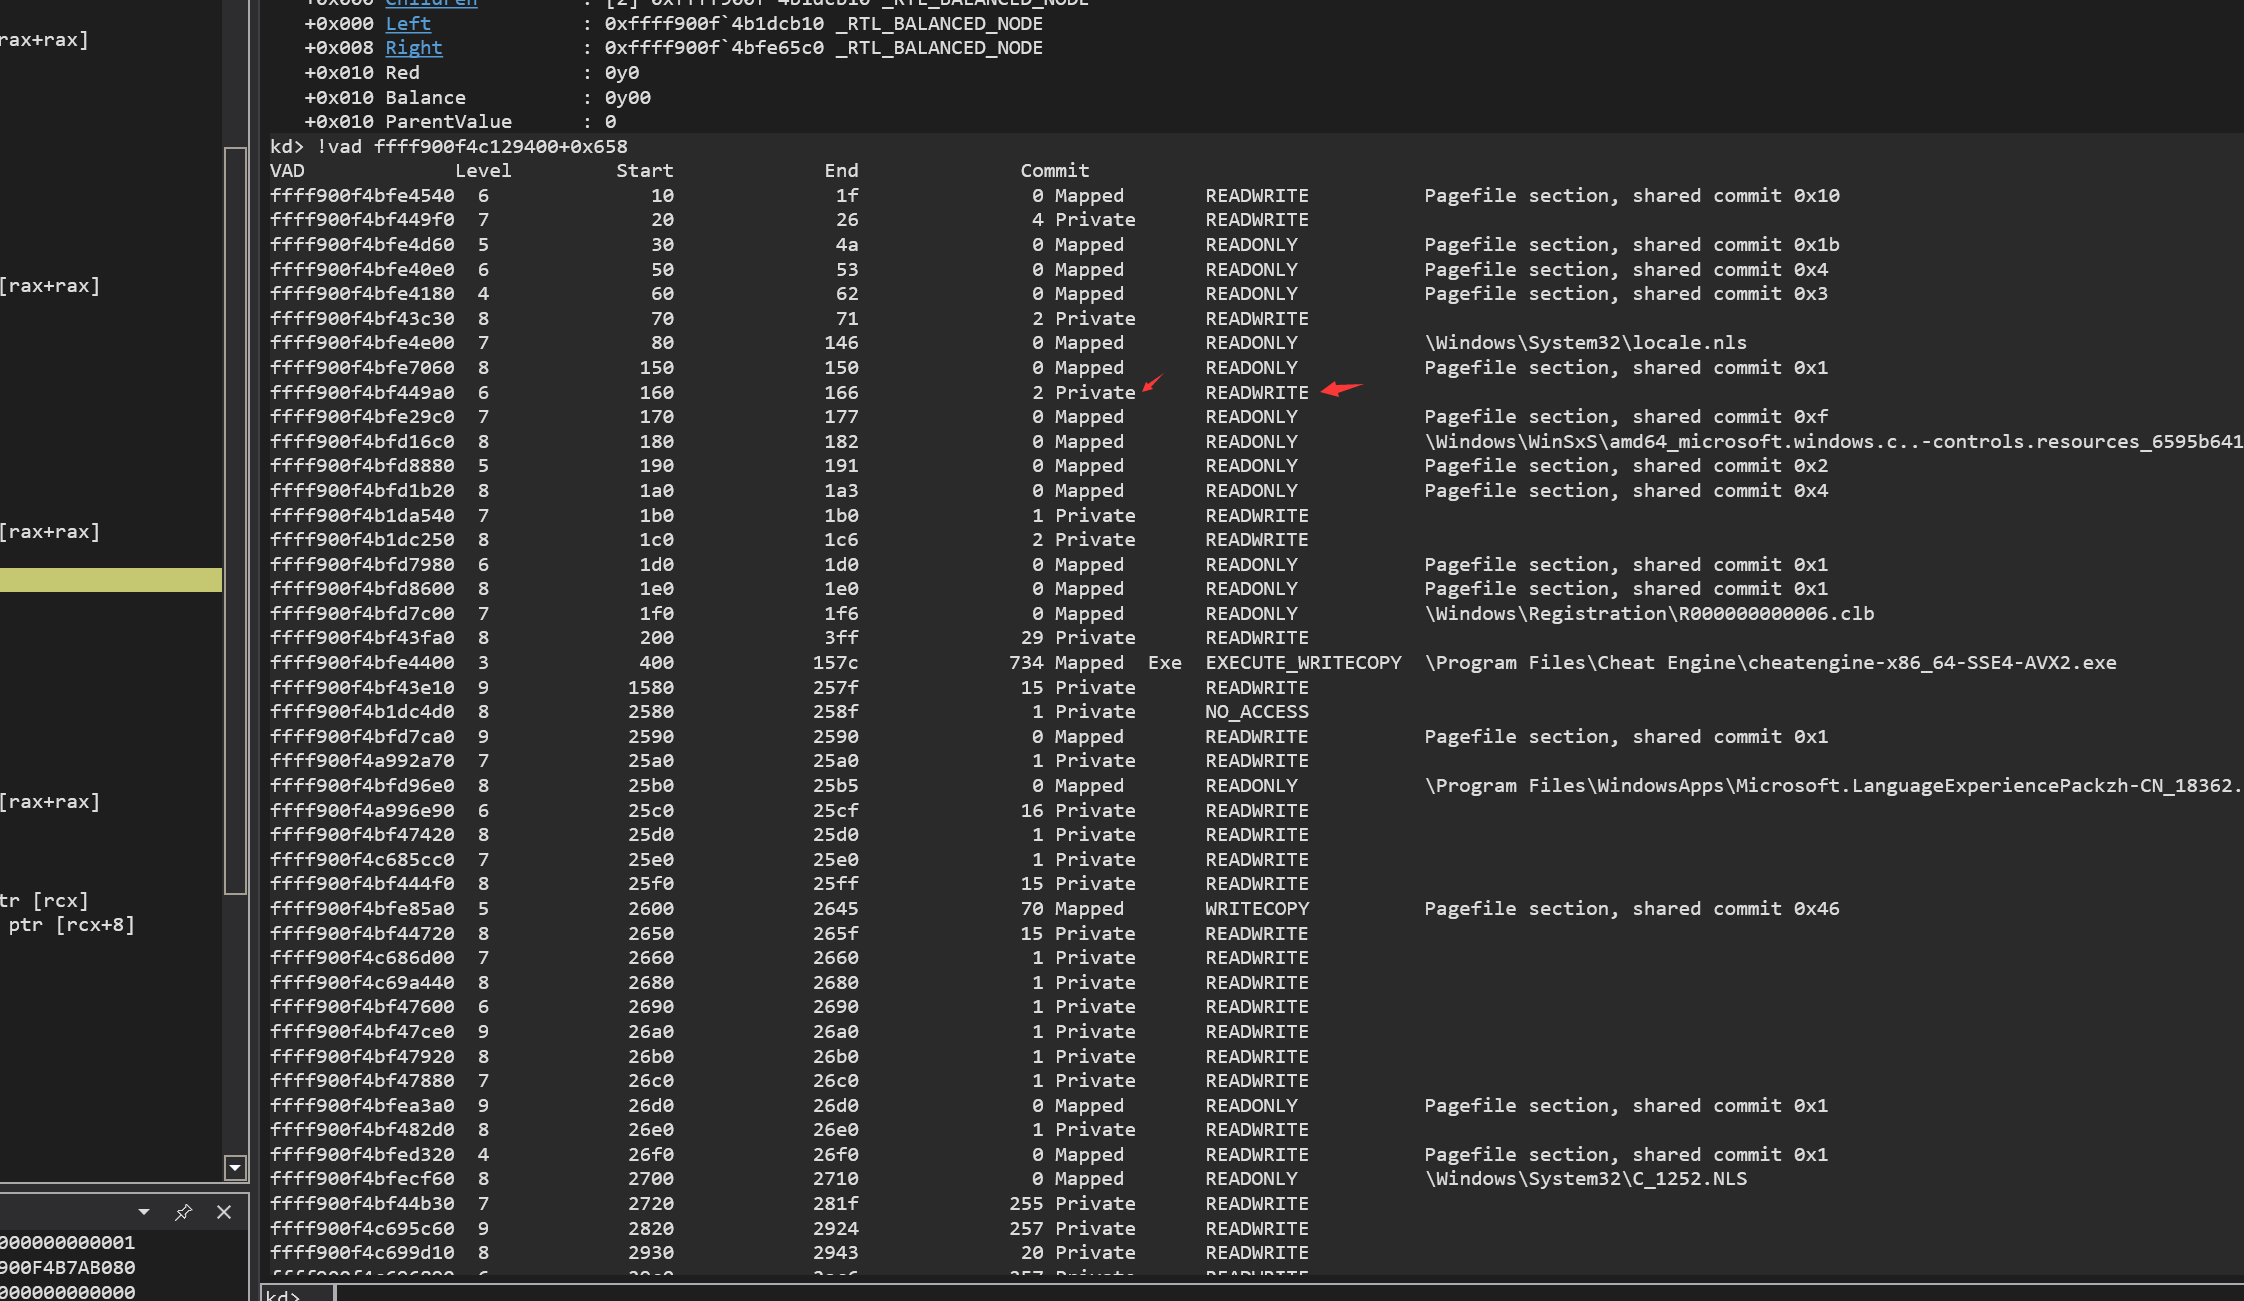 +0x000 Children         : [2] 0xffff900f`4b1dcb10 _RTL_BALANCED_NODE
+0x000 Left             : 0xffff900f`4b1dcb10 _RTL_BALANCED_NODE
+0x008 Right            : 0xffff900f`4bfe65c0 _RTL_BALANCED_NODE
+0x010 Red              : 0y0
+0x010 Balance          : 0y00
+0x010 ParentValue      : 0
kd> !vad ffff900f4c129400+0x658
VAD Level Start End Commit
ffff900f4bfe4540 6 10 1f 0 Mapped READWRITE Pagefile section, shared commit 0x10
ffff900f4bf449f0 7 20 26 4 Private READWRITE
ffff900f4bfe4d60 5 30 4a 0 Mapped READONLY Pagefile section, shared commit 0x1b
ffff900f4bfe40e0 6 50 53 0 Mapped READONLY Pagefile section, shared commit 0x4
ffff900f4bfe4180 4 60 62 0 Mapped READONLY Pagefile section, shared commit 0x3
ffff900f4bf43c30 8 70 71 2 Private READWRITE
ffff900f4bfe4e00 7 80 146 0 Mapped READONLY \Windows\System32\locale.nls
ffff900f4bfe7060 8 150 150 0 Mapped READONLY Pagefile section, shared commit 0x1
ffff900f4bf449a0 6 160 166 2 Private READWRITE
ffff900f4bfe29c0 7 170 177 0 Mapped READONLY Pagefile section, shared commit 0xf
ffff900f4bfd16c0 8 180 182 0 Mapped READONLY \Windows\WinSxS\amd64_microsoft.windows.c..-controls.resources_6595b641
ffff900f4bfd8880 5 190 191 0 Mapped READONLY Pagefile section, shared commit 0x2
ffff900f4bfd1b20 8 1a0 1a3 0 Mapped READONLY Pagefile section, shared commit 0x4
ffff900f4b1da540 7 1b0 1b0 1 Private READWRITE
ffff900f4b1dc250 8 1c0 1c6 2 Private READWRITE
ffff900f4bfd7980 6 1d0 1d0 0 Mapped READONLY Pagefile section, shared commit 0x1
ffff900f4bfd8600 8 1e0 1e0 0 Mapped READONLY Pagefile section, shared commit 0x1
ffff900f4bfd7c00 7 1f0 1f6 0 Mapped READONLY \Windows\Registration\R000000000006.clb
ffff900f4bf43fa0 8 200 3ff 29 Private READWRITE
ffff900f4bfe4400 3 400 157c 734 Mapped Exe EXECUTE_WRITECOPY \Program Files\Cheat Engine\cheatengine-x86_64-SSE4-AVX2.exe
ffff900f4bf43e10 9 1580 257f 15 Private READWRITE
ffff900f4b1dc4d0 8 2580 258f 1 Private NO_ACCESS
ffff900f4bfd7ca0 9 2590 2590 0 Mapped READWRITE Pagefile section, shared commit 0x1
ffff900f4a992a70 7 25a0 25a0 1 Private READWRITE
ffff900f4bfd96e0 8 25b0 25b5 0 Mapped READONLY \Program Files\WindowsApps\Microsoft.LanguageExperiencePackzh-CN_18362.
ffff900f4a996e90 6 25c0 25cf 16 Private READWRITE
ffff900f4bf47420 8 25d0 25d0 1 Private READWRITE
ffff900f4c685cc0 7 25e0 25e0 1 Private READWRITE
ffff900f4bf444f0 8 25f0 25ff 15 Private READWRITE
ffff900f4bfe85a0 5 2600 2645 70 Mapped WRITECOPY Pagefile section, shared commit 0x46
ffff900f4bf44720 8 2650 265f 15 Private READWRITE
ffff900f4c686d00 7 2660 2660 1 Private READWRITE
ffff900f4c69a440 8 2680 2680 1 Private READWRITE
ffff900f4bf47600 6 2690 2690 1 Private READWRITE
ffff900f4bf47ce0 9 26a0 26a0 1 Private READWRITE
ffff900f4bf47920 8 26b0 26b0 1 Private READWRITE
ffff900f4bf47880 7 26c0 26c0 1 Private READWRITE
ffff900f4bfea3a0 9 26d0 26d0 0 Mapped READONLY Pagefile section, shared commit 0x1
ffff900f4bf482d0 8 26e0 26e0 1 Private READWRITE
ffff900f4bfed320 4 26f0 26f0 0 Mapped READWRITE Pagefile section, shared commit 0x1
ffff900f4bfecf60 8 2700 2710 0 Mapped READONLY \Windows\System32\C_1252.NLS
ffff900f4bf44b30 7 2720 281f 255 Private READWRITE
ffff900f4c695c60 9 2820 2924 257 Private READWRITE
ffff900f4c699d10 8 2930 2943 20 Private READWRITE
kd>
rax+rax]
[rax+rax]
[rax+rax]
[rax+rax]
tr [rcx]
ptr [rcx+8]
000000000001
900F4B7AB080
000000000000